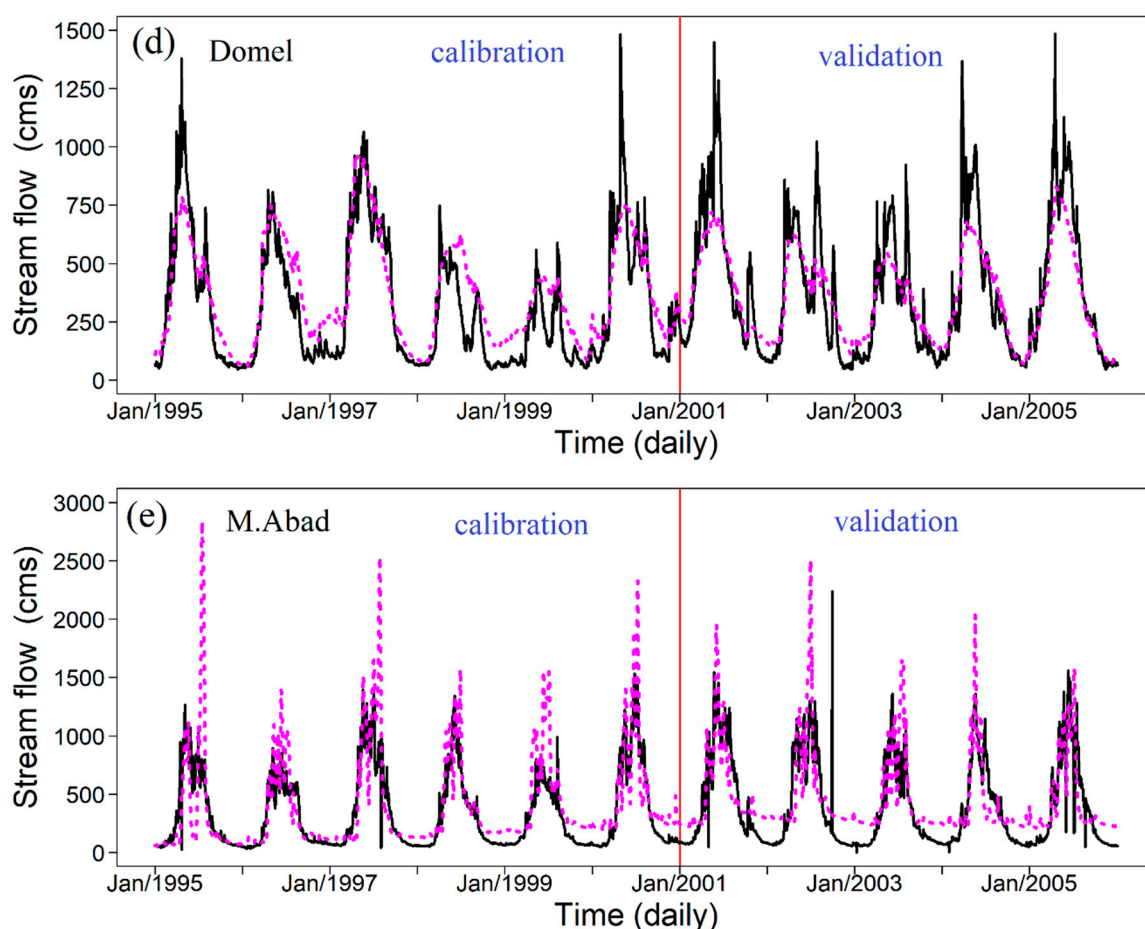 (d) Domel calibration validation
Stream flow (cms)
1500
1250
1000
750
500
250
0
Jan/1995 Jan/1997 Jan/1999 Jan/2001 Jan/2003 Jan/2005
Time (daily)
(e) M.Abad calibration validation
Stream flow (cms)
3000
2500
2000
1500
1000
500
0
Jan/1995 Jan/1997 Jan/1999 Jan/2001 Jan/2003 Jan/2005
Time (daily)